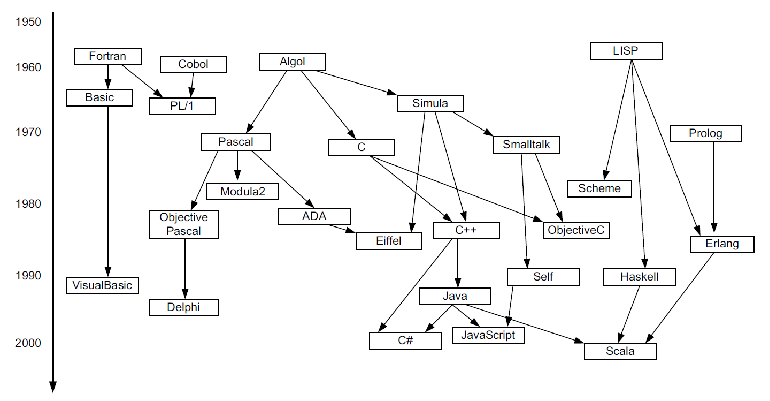 1950
Fortran
Cobol
Algol
LISP
1960
Basic
PL/1
Simula
1970
Pascal
C
Smalltalk
Prolog
Modula2
Scheme
1980
Objective
Pascal
ADA
Eiffel
C++
ObjectiveC
Erlang
1990
VisualBasic
Self
Haskell
Delphi
Java
C#
JavaScript
2000
Scala